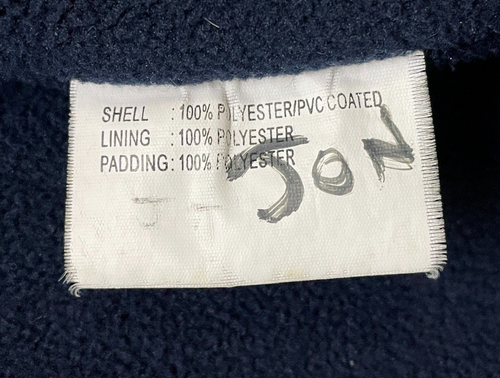 SHELL : 100% POLYESTER/PVC COATED
LINING : 100% POLYESTER
PADDING : 100% POLYESTER
JON